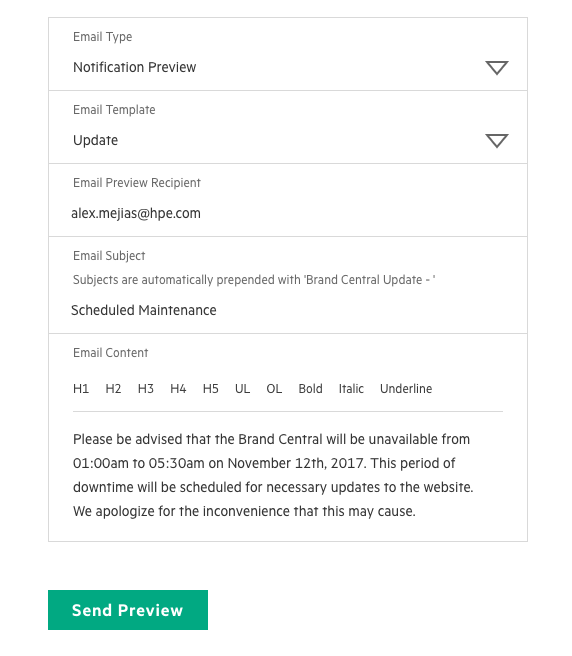 Email Type
Notification Preview
Email Template
Update
Email Preview Recipient
alex.mejias@hpe.com
Email Subject
Subjects are automatically prepended with 'Brand Central Update - '
Scheduled Maintenance
Email Content
H1 H2 H3 H4 H5 UL OL Bold Italic Underline
Please be advised that the Brand Central will be unavailable from
01:00am to 05:30am on November 12th, 2017. This period of
downtime will be scheduled for necessary updates to the website.
We apologize for the inconvenience that this may cause.
Send Preview